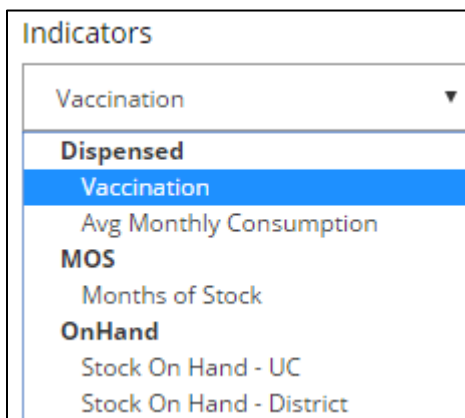 Indicators
Vaccination
Dispensed
Vaccination
Avg Monthly Consumption
MOS
Months of Stock
OnHand
Stock On Hand - UC
Stock On Hand - District